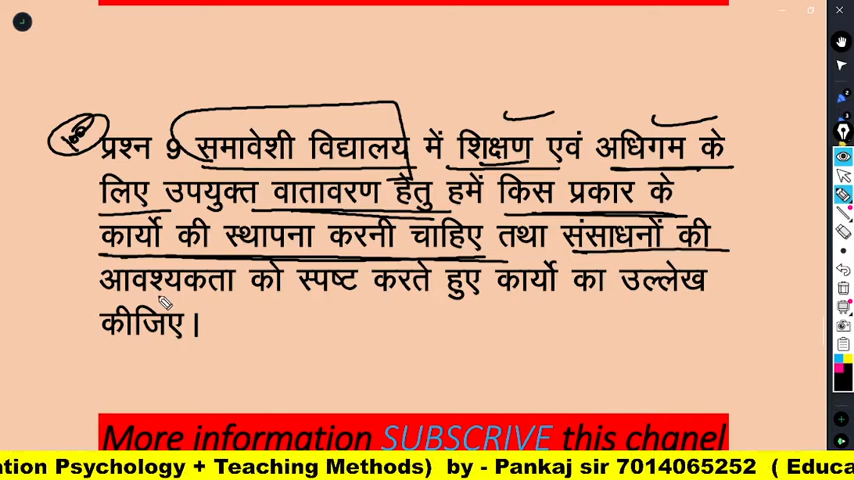 प्रश्न 9 समावेशी विद्यालय में शिक्षण एवं अधिगम के
लिए उपयुक्त वातावरण हेतु हमें किस प्रकार के
कार्यो की स्थापना करनी चाहिए तथा संसाधनों की
आवश्यकता को स्पष्ट करते हुए कार्यो का उल्लेख
कीजिए।
More information SUBSCRIVE this chanel
ation Psychology + Teaching Methods) by - Pankaj sir 7014065252 ( Educa